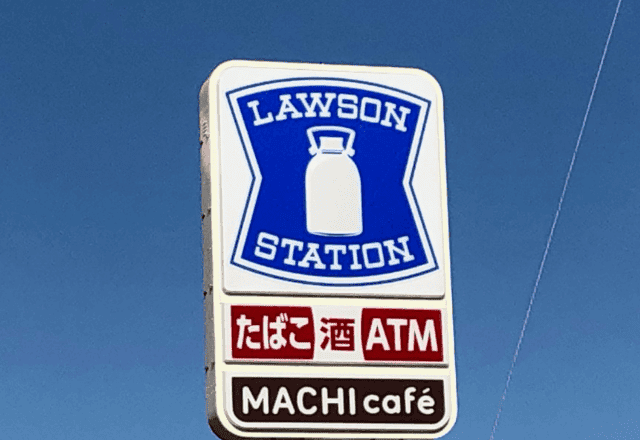 LAWSON
STATION
たばこ 酒 ATM
MACHI café